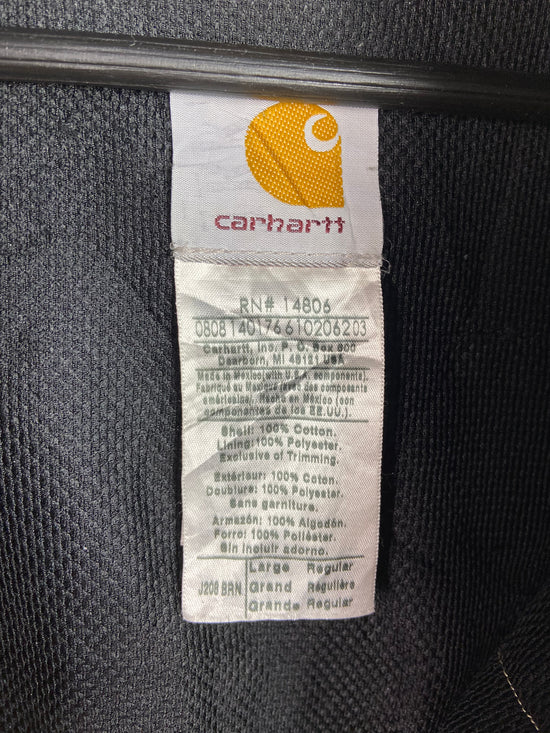 carhartt
RN# 14806
08081401766102062​03
Carhartt, Inc. P. O. Box 600
Dearborn, MI 48121 USA
Made in Mexico(with U.S.A. components).
Fabriqué au Mexique (avec des composants
américaines). Hecho en México (con
componentes de los EE.UU.).
Shell: 100% Cotton.
Lining: 100% Polyester.
Exclusive of Trimming.
Extérieur: 100% Coton.
Doublure: 100% Polyester.
Sans garniture.
Armazón: 100% Algodón.
Forro: 100% Poliéster.
Sin incluir adorno.
Large Regular
J206 BRN Grand Régulière
Grande Regular